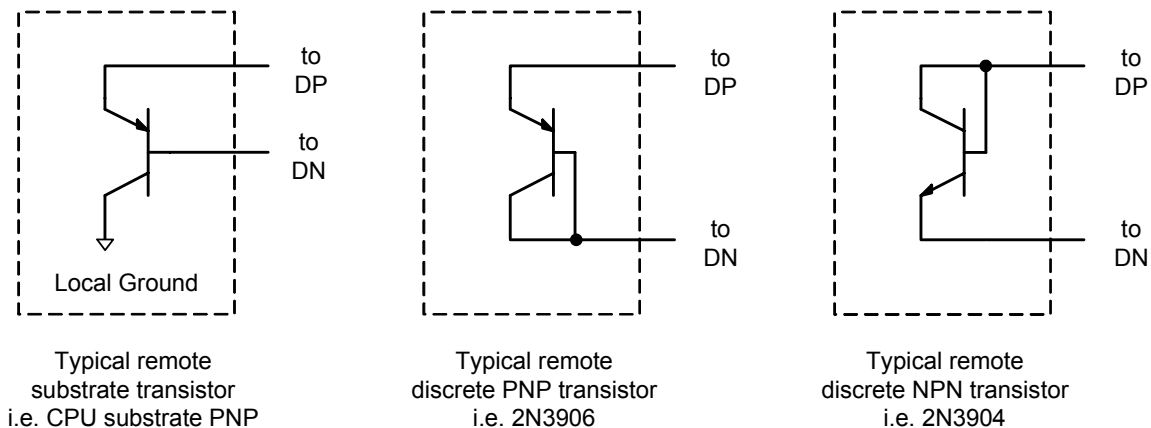 to
DP
to
DN
Local Ground
Typical remote
substrate transistor
i.e. CPU substrate PNP
to
DP
to
DN
Typical remote
discrete PNP transistor
i.e. 2N3906
to
DP
to
DN
Typical remote
discrete NPN transistor
i.e. 2N3904